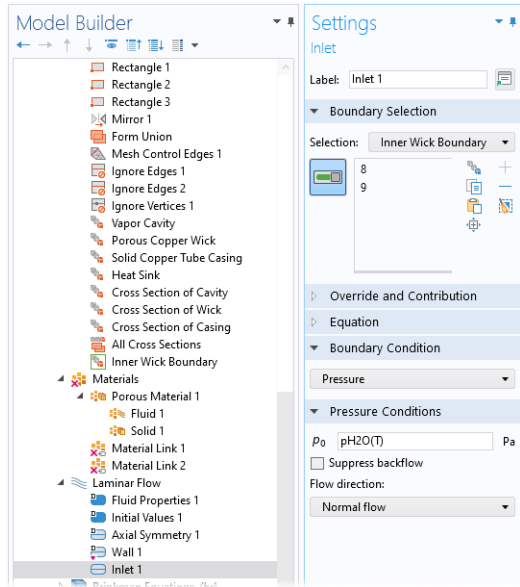 Model Builder
Rectangle 1
Rectangle 2
Rectangle 3
Mirror 1
Form Union
Mesh Control Edges 1
Ignore Edges 1
Ignore Edges 2
Ignore Vertices 1
Vapor Cavity
Porous Copper Wick
Solid Copper Tube Casing
Heat Sink
Cross Section of Cavity
Cross Section of Wick
Cross Section of Casing
All Cross Sections
Inner Wick Boundary
Materials
Porous Material 1
Fluid 1
Solid 1
Material Link 1
Material Link 2
Laminar Flow
Fluid Properties 1
Initial Values 1
Axial Symmetry 1
Wall 1
Inlet 1
Brinkman Equations (br)
Settings
Inlet
Label: Inlet 1
Boundary Selection
Selection: Inner Wick Boundary
8
9
Override and Contribution
Equation
Boundary Condition
Pressure
Pressure Conditions
p0 pH2O(T) Pa
Suppress backflow
Flow direction:
Normal flow